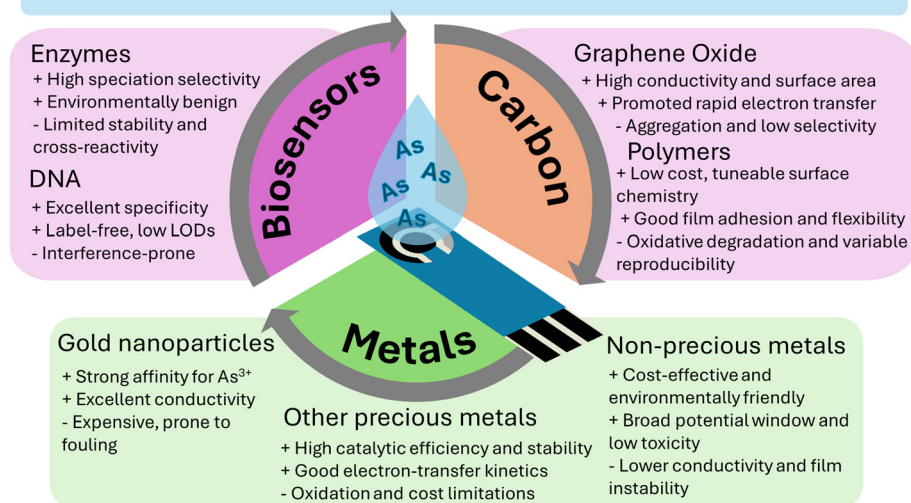 Enzymes
+ High speciation selectivity
+ Environmentally benign
- Limited stability and
cross-reactivity
DNA
+ Excellent specificity
+ Label-free, low LODs
- Interference-prone
Biosensors
Carbon
As
As
As
As
Graphene Oxide
+ High conductivity and surface area
+ Promoted rapid electron transfer
- Aggregation and low selectivity
Polymers
+ Low cost, tuneable surface
chemistry
+ Good film adhesion and flexibility
- Oxidative degradation and variable
reproducibility
Metals
Gold nanoparticles
+ Strong affinity for As³⁺
+ Excellent conductivity
- Expensive, prone to
fouling
Other precious metals
+ High catalytic efficiency and stability
+ Good electron-transfer kinetics
- Oxidation and cost limitations
Non-precious metals
+ Cost-effective and
environmentally friendly
+ Broad potential window and
low toxicity
- Lower conductivity and film
instability